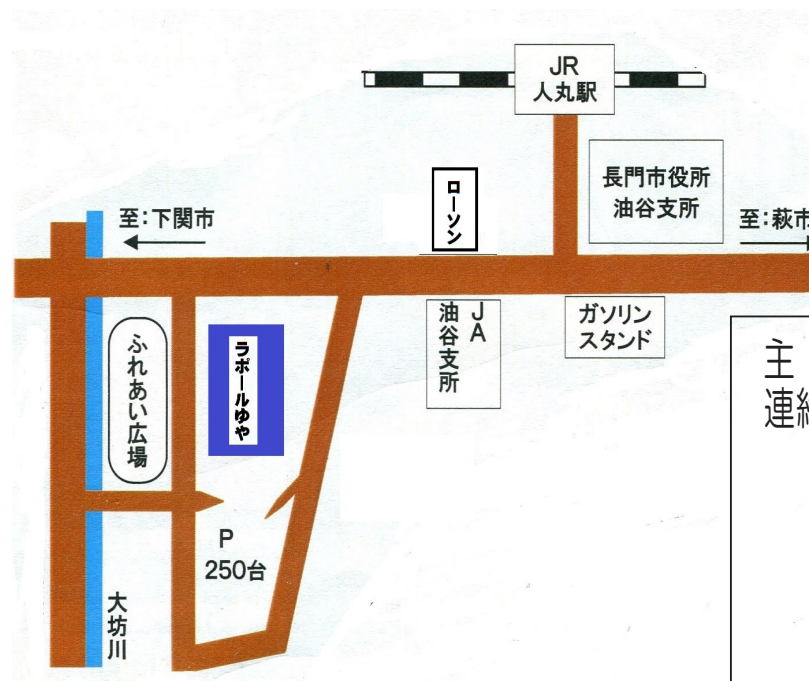 JR
人丸駅
長門市役所
油谷支所
ローソン
至:下関市
至:萩市
JA
油谷支所
ガソリン
スタンド
ふれあい広場
ラポールゆや
P
250台
大坊川
主
連絡